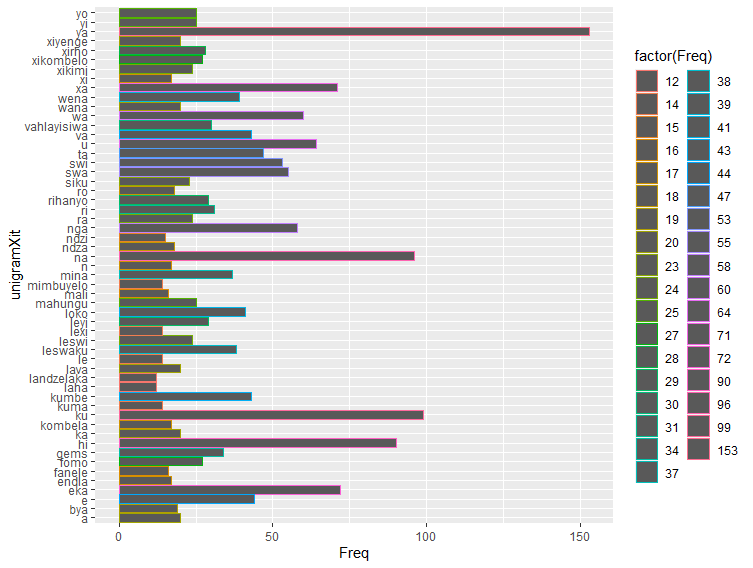 yo
yi
ya
xiyenge
xirho
xikombelo
xikimi
xi
xa
wena
wana
wa
vahlayisiwa
va
u
ta
swi
swa
siku
ro
rihanyo
ri
ra
nga
ndzi
ndza
na
n
mina
mimbuyelo
mali
mahungu
loko
leyi
lexi
leswi
leswaku
le
lava
landzelaka
laha
kumbe
kuma
ku
kombela
ka
hi
gems
fomo
fanele
endla
eka
e
bya
a
unigramXit
0 50 100 150
Freq
factor(Freq)
12 38
14 39
15 41
16 43
17 44
18 47
19 53
20 55
23 58
24 60
25 64
27 71
28 72
29 90
30 96
31 99
34 153
37